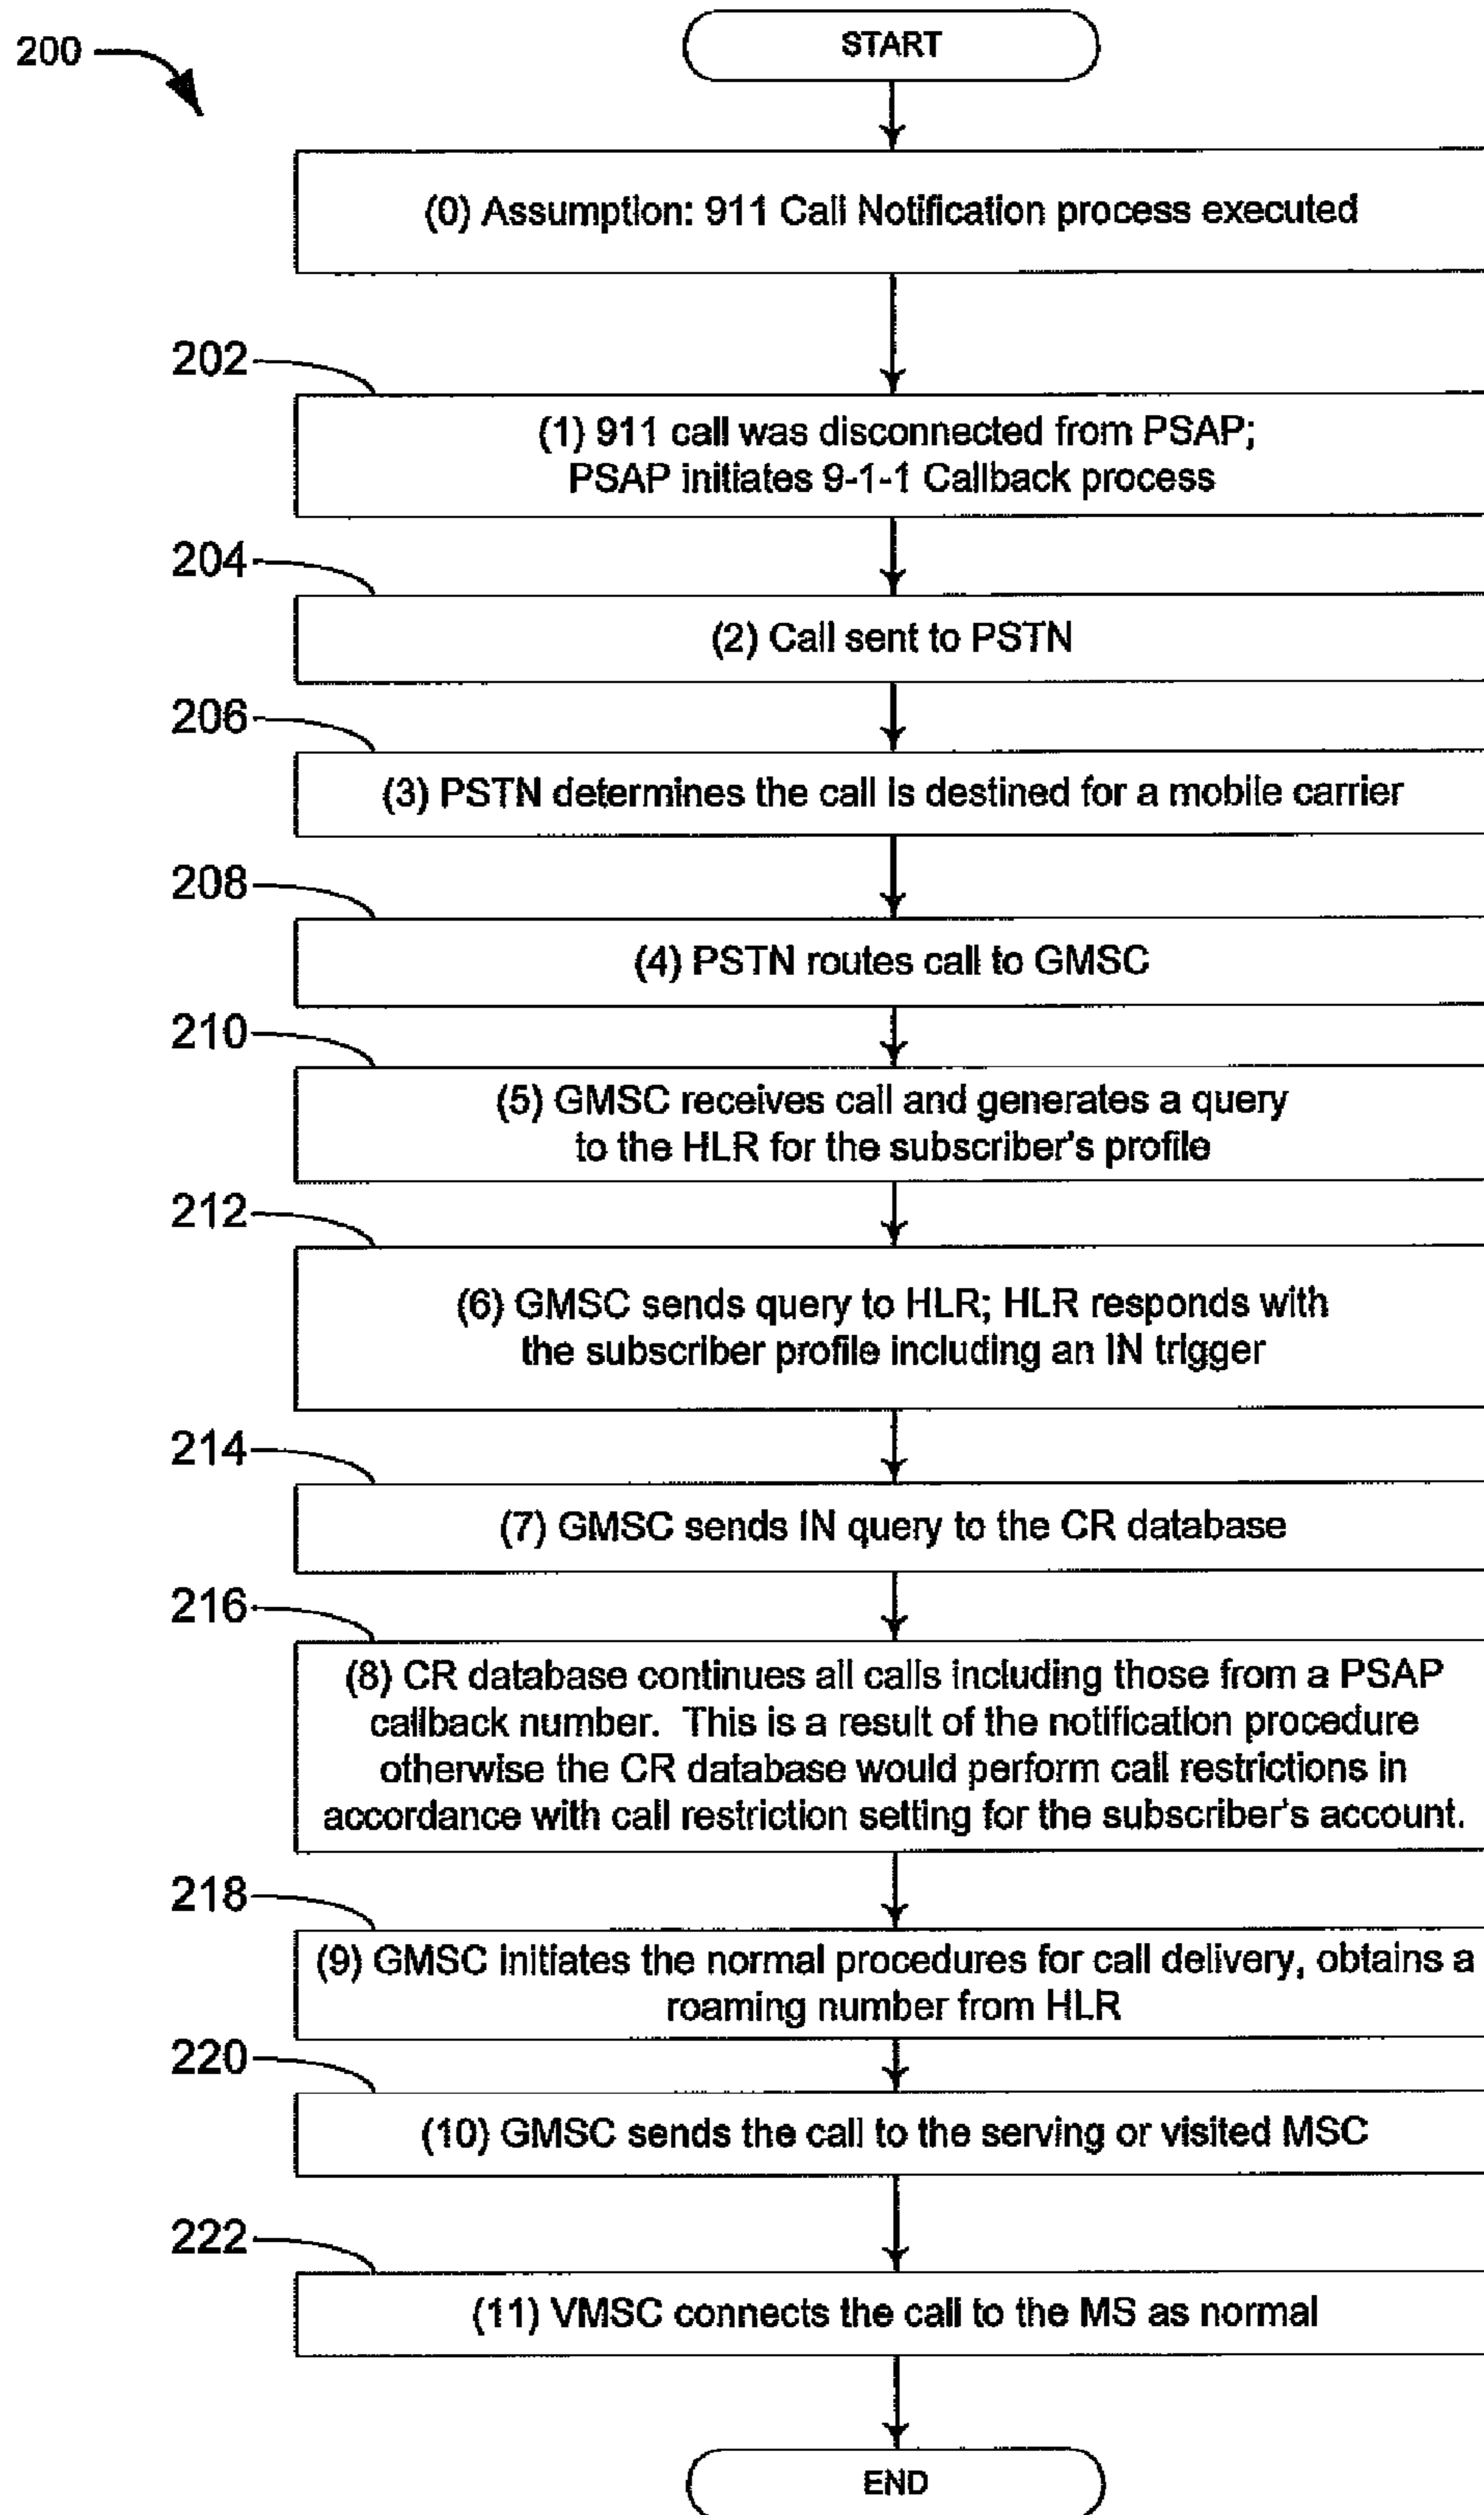 200
START
(0) Assumption: 911 Call Notification process executed
202
(1) 911 call was disconnected from PSAP;
PSAP initiates 9-1-1 Callback process
204
(2) Call sent to PSTN
206
(3) PSTN determines the call is destined for a mobile carrier
208
(4) PSTN routes call to GMSC
210
(5) GMSC receives call and generates a query
to the HLR for the subscriber's profile
212
(6) GMSC sends query to HLR; HLR responds with
the subscriber profile including an IN trigger
214
(7) GMSC sends IN query to the CR database
216
(8) CR database continues all calls including those from a PSAP
callback number. This is a result of the notification procedure
otherwise the CR database would perform call restrictions in
accordance with call restriction setting for the subscriber's account.
218
(9) GMSC initiates the normal procedures for call delivery, obtains a
roaming number from HLR
220
(10) GMSC sends the call to the serving or visited MSC
222
(11) VMSC connects the call to the MS as normal
END